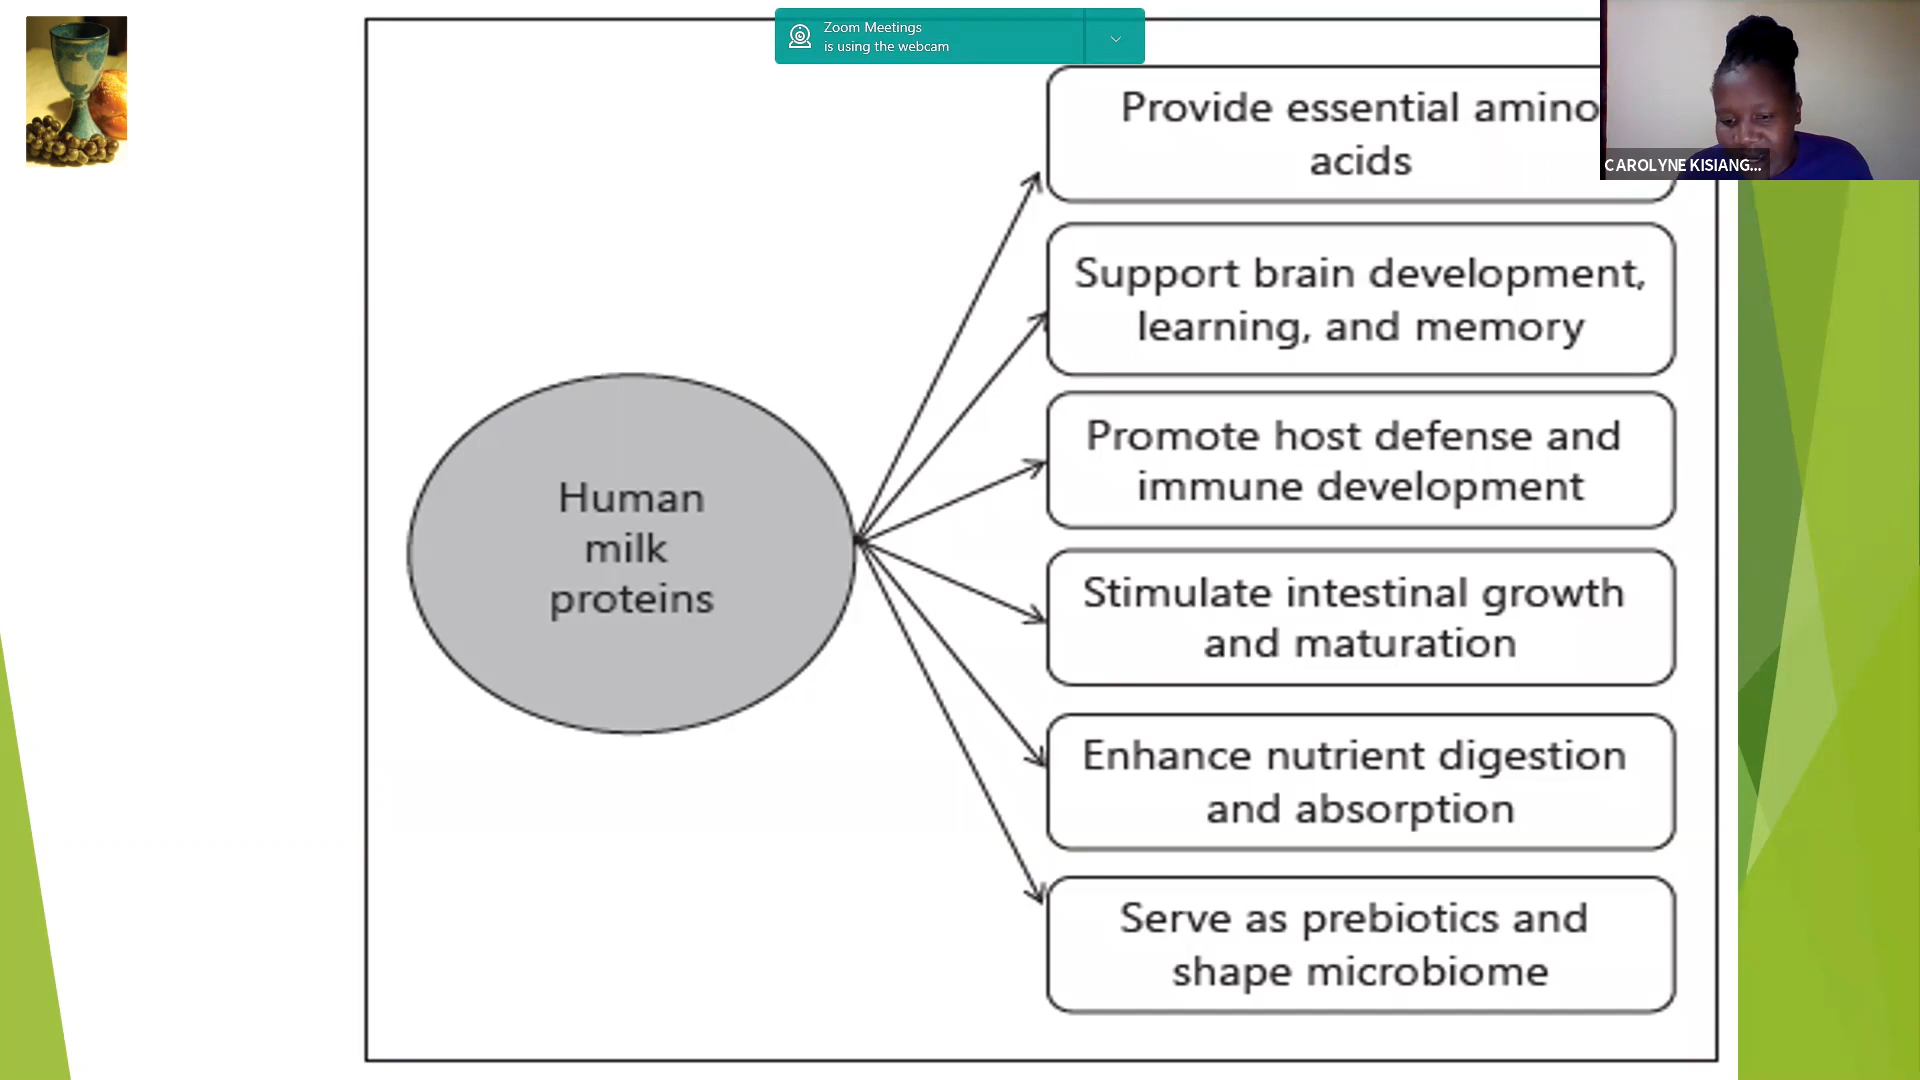 Zoom Meetings
is using the webcam
CAROLYNE KISIANG...
Human
milk
proteins
Provide essential amino
acids
Support brain development,
learning, and memory
Promote host defense and
immune development
Stimulate intestinal growth
and maturation
Enhance nutrient digestion
and absorption
Serve as prebiotics and
shape microbiome